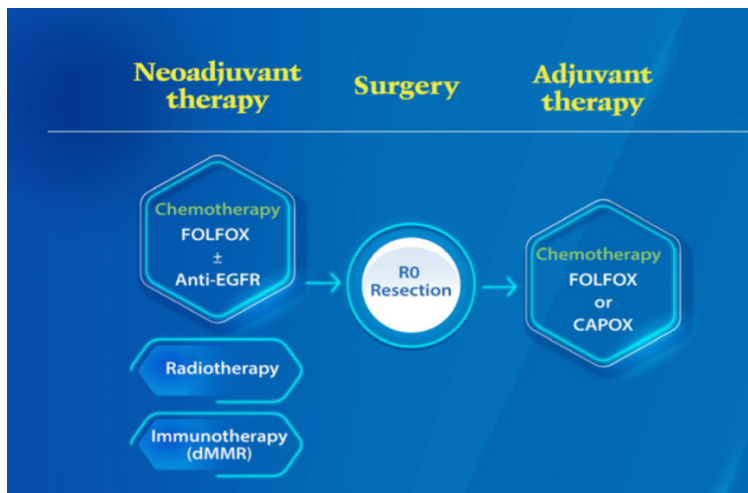 Neoadjuvant
therapy
Surgery
Adjuvant
therapy
Chemotherapy
FOLFOX
±
Anti-EGFR
Radiotherapy
Immunotherapy
(dMMR)
R0
Resection
Chemotherapy
FOLFOX
or
CAPOX